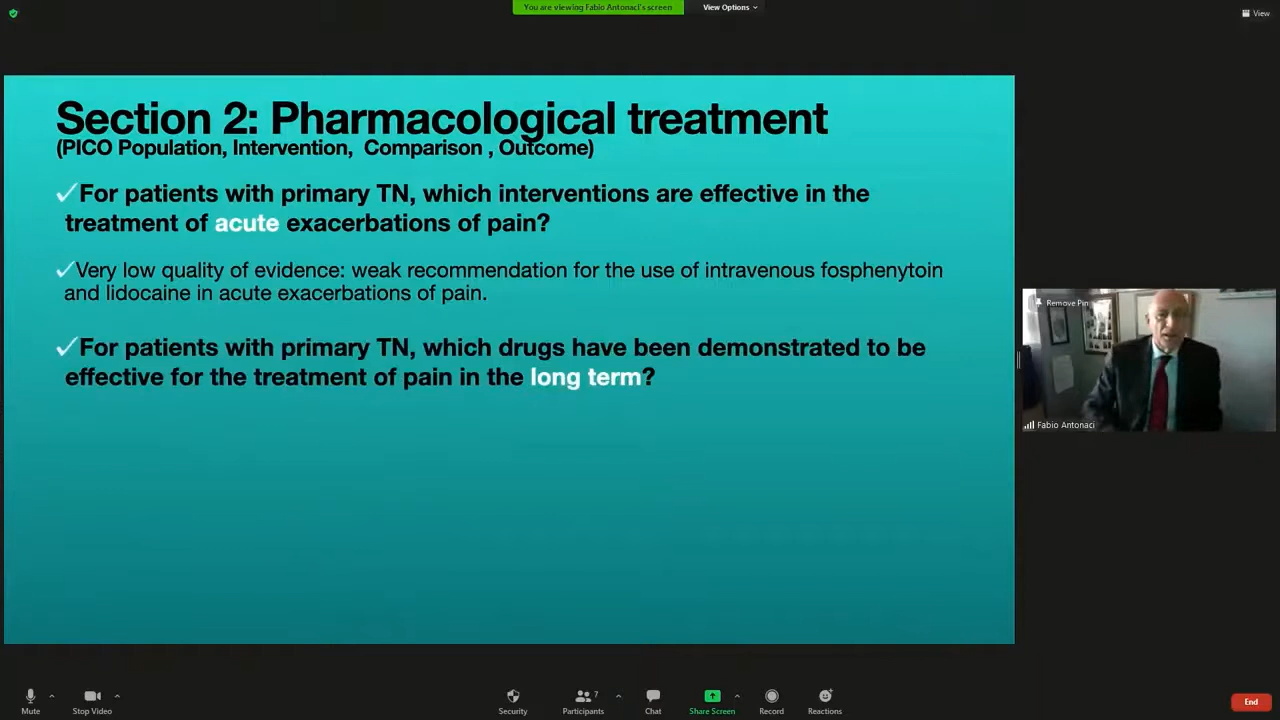 You are viewing Fabio Antonaci's screen
View Options
View
Section 2: Pharmacological treatment
(PICO Population, Intervention, Comparison , Outcome)
✓For patients with primary TN, which interventions are effective in the
treatment of acute exacerbations of pain?
✓Very low quality of evidence: weak recommendation for the use of intravenous fosphenytoin
and lidocaine in acute exacerbations of pain.
✓For patients with primary TN, which drugs have been demonstrated to be
effective for the treatment of pain in the long term?
Remove Pin
Fabio Antonaci
Mute
Stop Video
Security
7
Participants
Chat
Share Screen
Record
Reactions
End